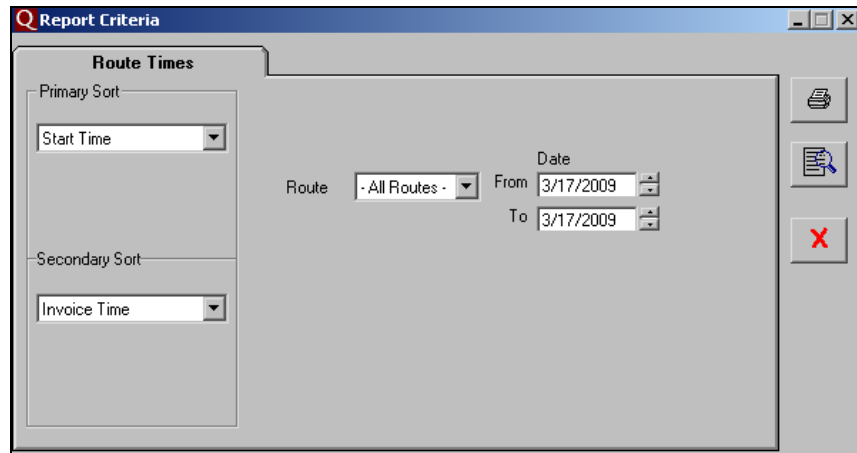 Q Report Criteria
Route Times
Primary Sort
Start Time
Date
Route - All Routes - From 3/17/2009
To 3/17/2009
Secondary Sort
Invoice Time